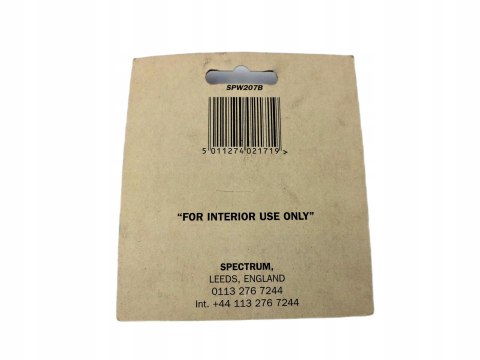 SPW207B
5 011274 021719 >
"FOR INTERIOR USE ONLY"
SPECTRUM,
LEEDS, ENGLAND
0113 276 7244
Int. +44 113 276 7244